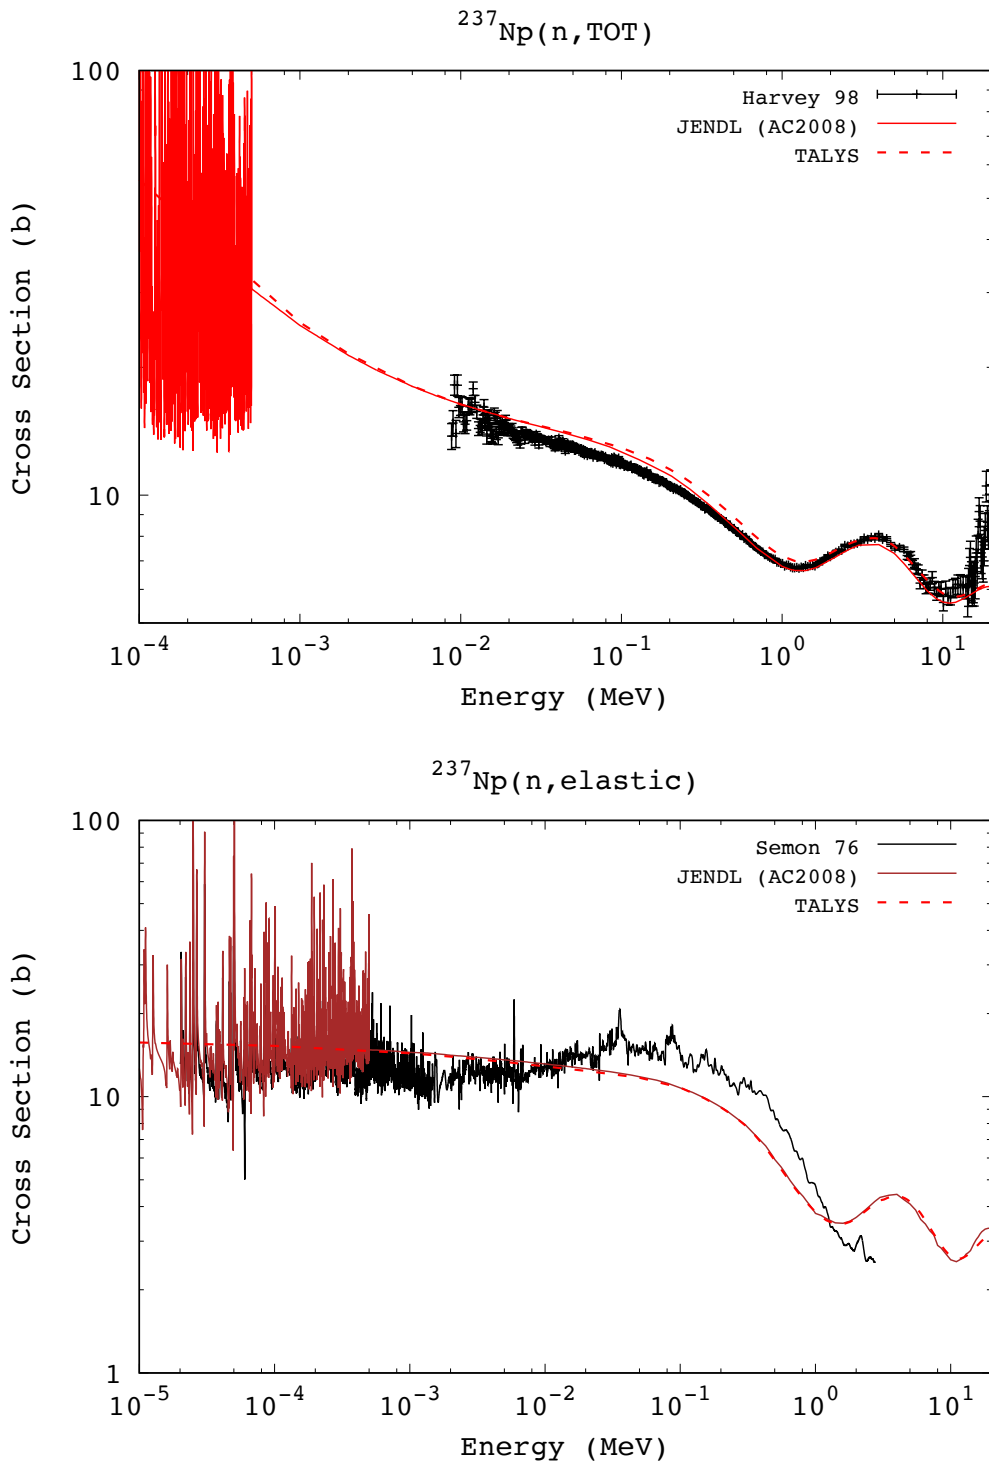 ²³⁷Np(n,TOT)
100
Harvey 98
JENDL (AC2008)
TALYS
Cross Section (b)
10
10⁻⁴ 10⁻³ 10⁻² 10⁻¹ 10⁰ 10¹
Energy (MeV)
²³⁷Np(n,elastic)
100
Semon 76
JENDL (AC2008)
TALYS
Cross Section (b)
10
1
10⁻⁵ 10⁻⁴ 10⁻³ 10⁻² 10⁻¹ 10⁰ 10¹
Energy (MeV)